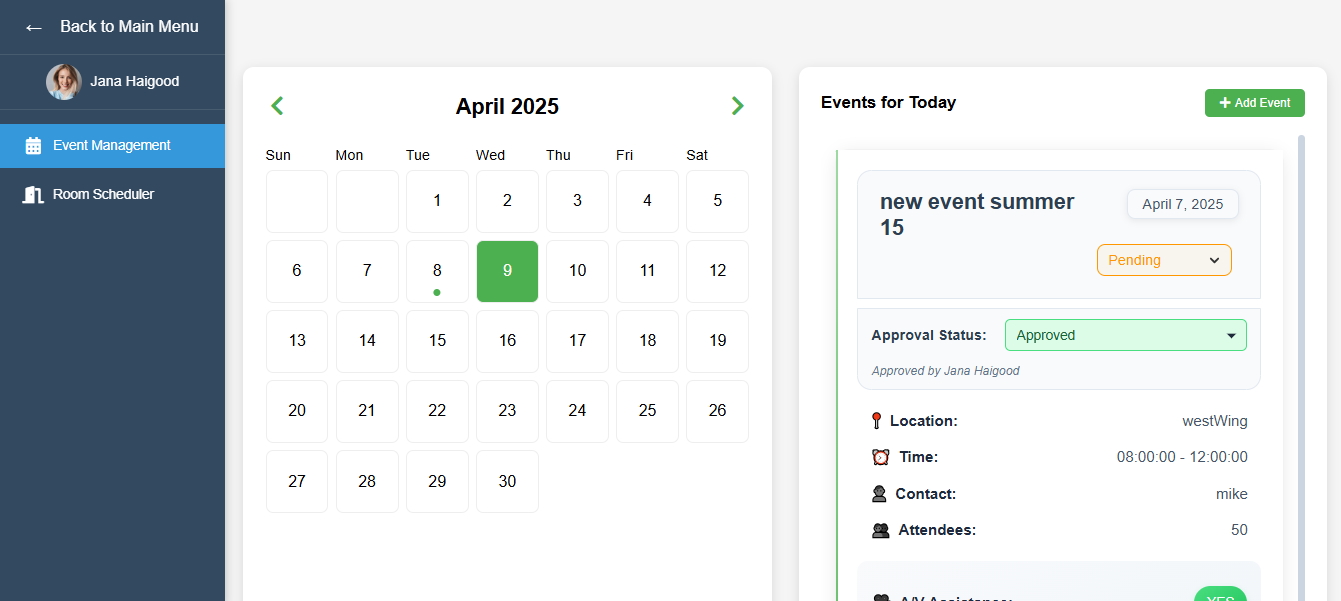 ← Back to Main Menu
Jana Haigood
Event Management
Room Scheduler
April 2025
Sun Mon Tue Wed Thu Fri Sat
1 2 3 4 5
6 7 8 9 10 11 12
13 14 15 16 17 18 19
20 21 22 23 24 25 26
27 28 29 30
Events for Today
+ Add Event
new event summer
15
April 7, 2025
Pending
Approval Status: Approved
Approved by Jana Haigood
Location: westWing
Time: 08:00:00 - 12:00:00
Contact: mike
Attendees: 50
A/V Assistance: YES